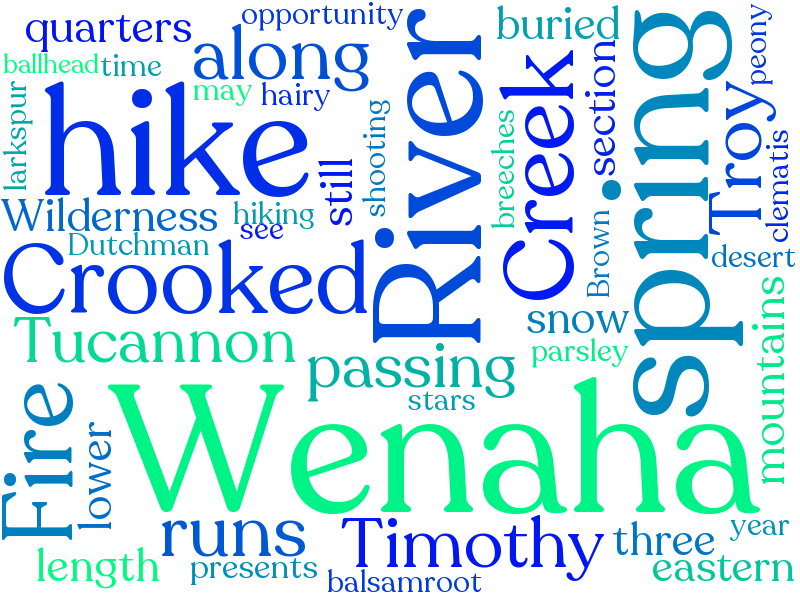 opportunity
quarters
along
buried
ballhead
time
may
hairy
River
spring
peony
larkspur
hike
still
shooting
breeches
Creek
section
Troy
clematis
Wilderness
hiking
see
Dutchman
Brown
desert
Crooked
snow
Tucannon
passing
parsley
mountains
stars
Fire
lower
Wenaha
runs
Timothy
three
year
length
presents
balsamroot
eastern